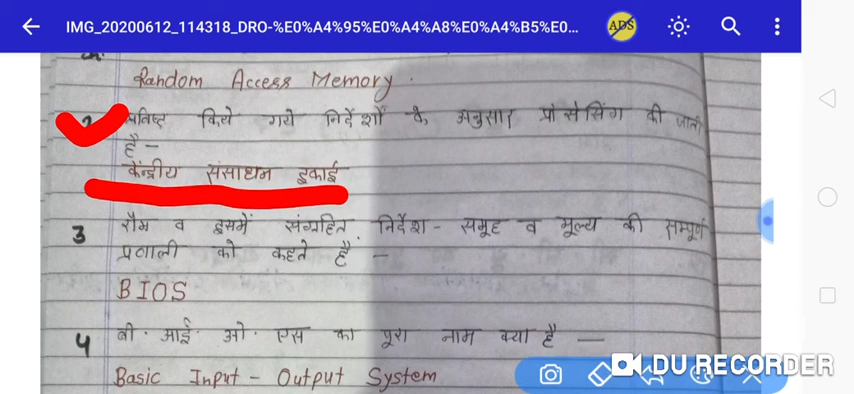 IMG_20200612_114318_DRO-%E0%A4%95%E0%A4%A8%E0%A4%B5%E0...
ADS
Random Access Memory.
प्रविष्ट किये गये निर्देशों के अनुसार प्रोसेसिंग की जाती
है -
केन्द्रीय संसाधन इकाई
3 रौम व इसमें संग्रहित निर्देश - समूह व मूल्य की सम्पूर्ण
प्रणाली को कहते है -
BIOS
4 बी. आई. ओ. एस का पूरा नाम क्या है —
Basic Input - Output System
DU RECORDER